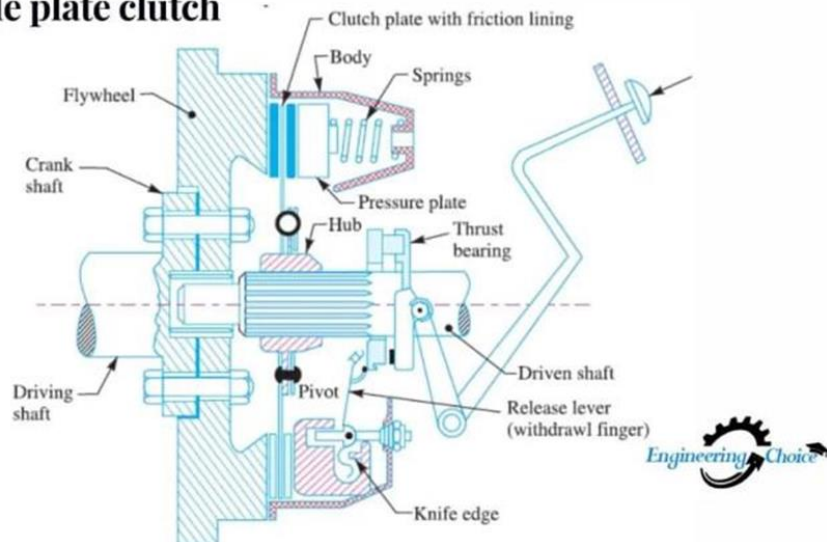 le plate clutch
Clutch plate with friction lining
Body
Springs
Flywheel
Crank
shaft
Pressure plate
Hub
Thrust
bearing
Driven shaft
Driving
shaft
Pivot
Release lever
(withdrawl finger)
Engineering Choice
Knife edge